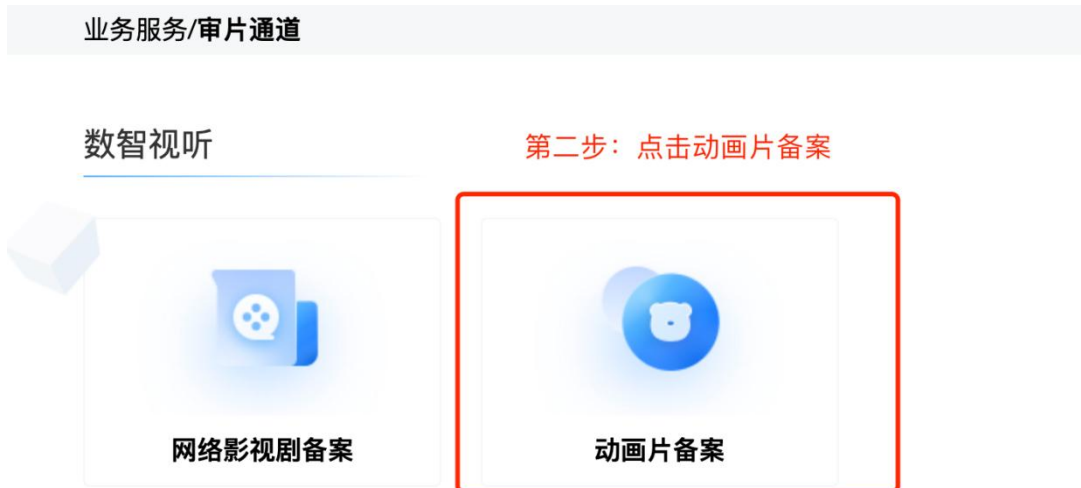 业务服务/审片通道
数智视听
第二步：点击动画片备案
网络影视剧备案
动画片备案